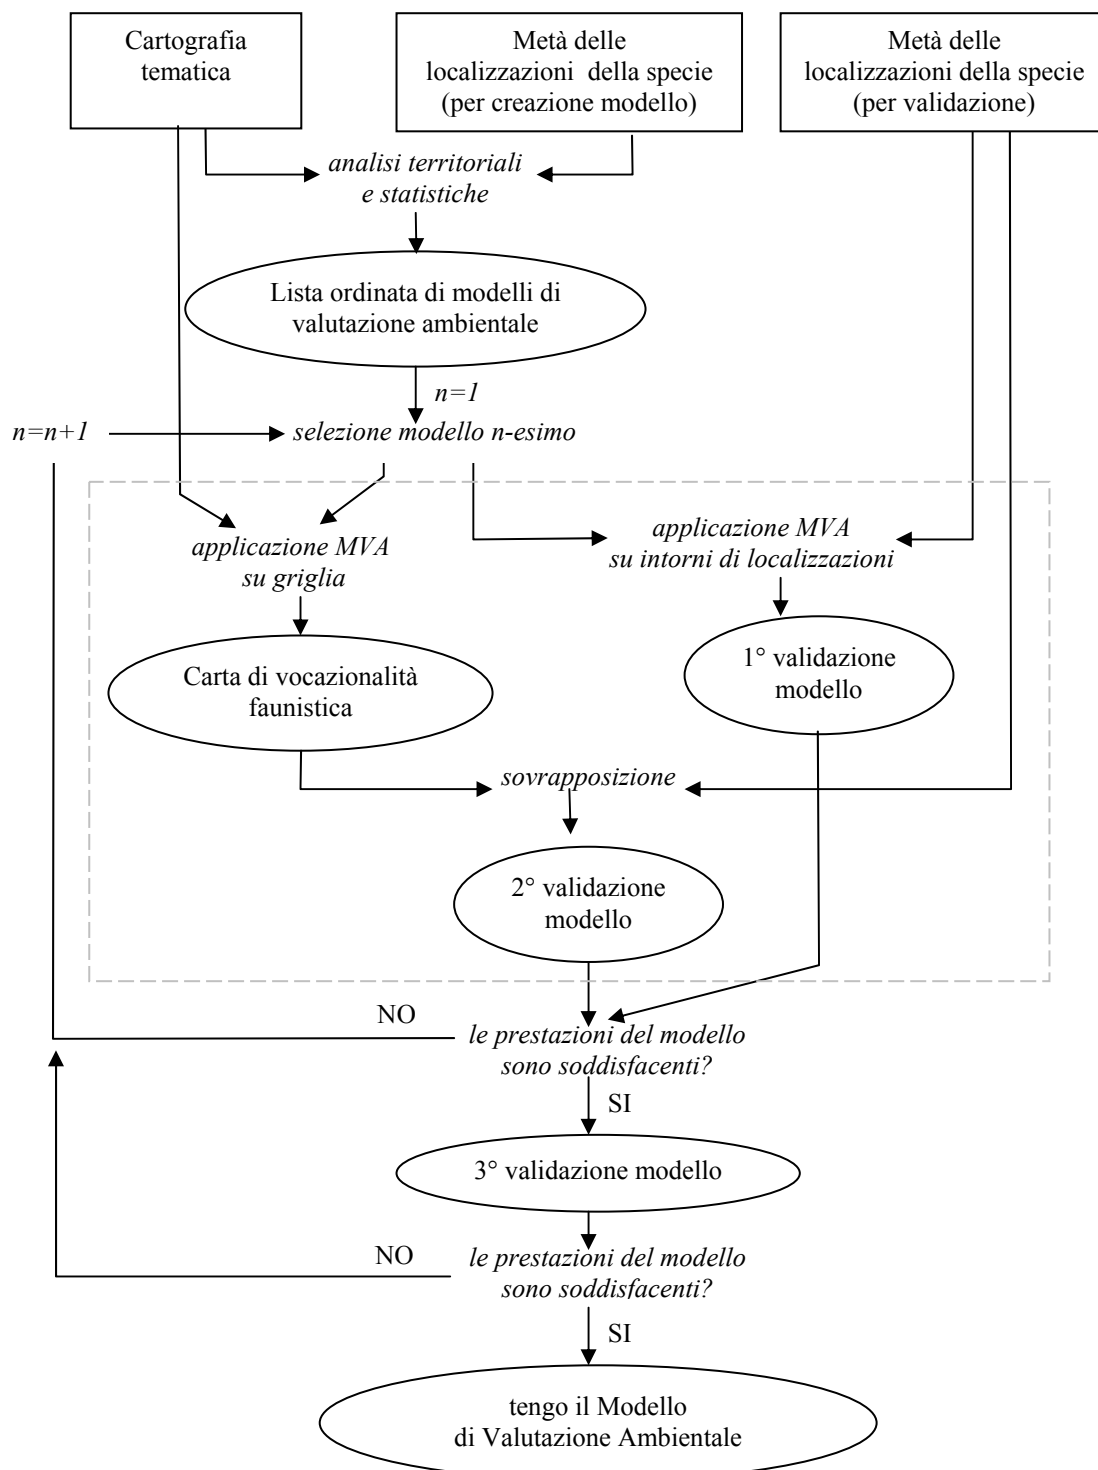 Cartografia
tematica
Metà delle
localizzazioni della specie
(per creazione modello)
Metà delle
localizzazioni della specie
(per validazione)
analisi territoriali
e statistiche
Lista ordinata di modelli di
valutazione ambientale
n=1
n=n+1
selezione modello n-esimo
applicazione MVA
su griglia
applicazione MVA
su intorni di localizzazioni
Carta di vocazionalità
faunistica
1° validazione
modello
sovrapposizione
2° validazione
modello
NO
le prestazioni del modello
sono soddisfacenti?
SI
3° validazione modello
NO
le prestazioni del modello
sono soddisfacenti?
SI
tengo il Modello
di Valutazione Ambientale